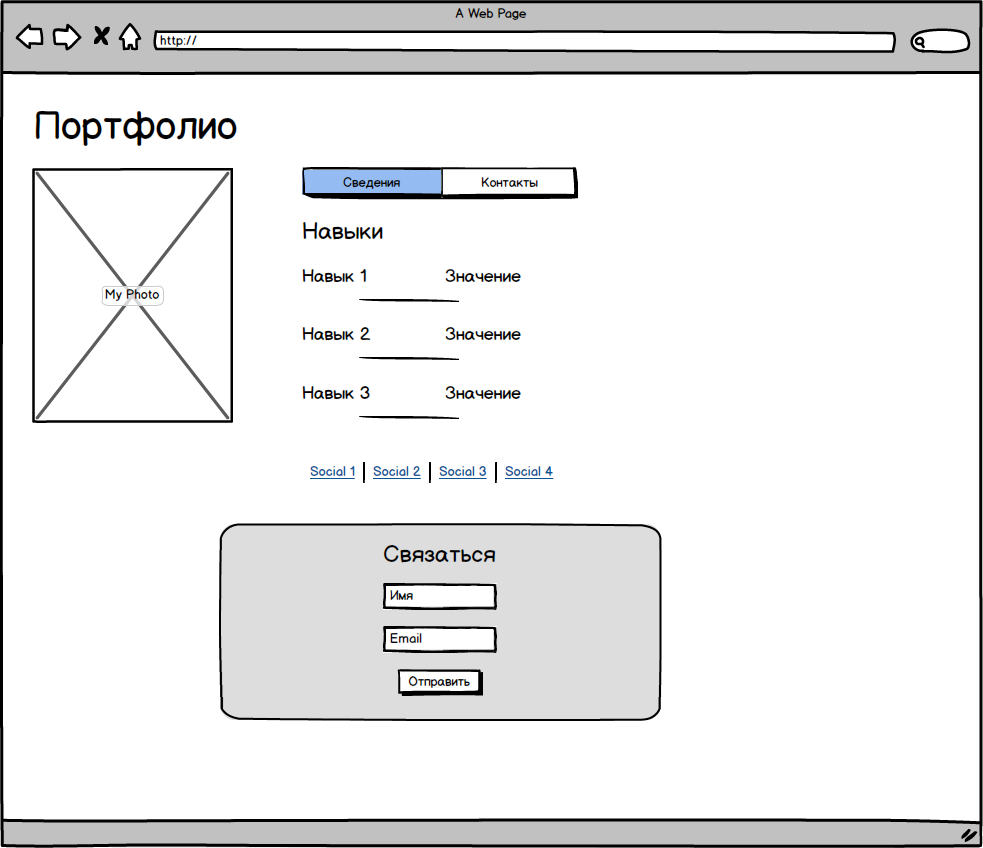 A Web Page
http://
Портфолио
My Photo
Сведения Контакты
Навыки
Навык 1 Значение
Навык 2 Значение
Навык 3 Значение
Social 1 Social 2 Social 3 Social 4
Связаться
Имя
Email
Отправить